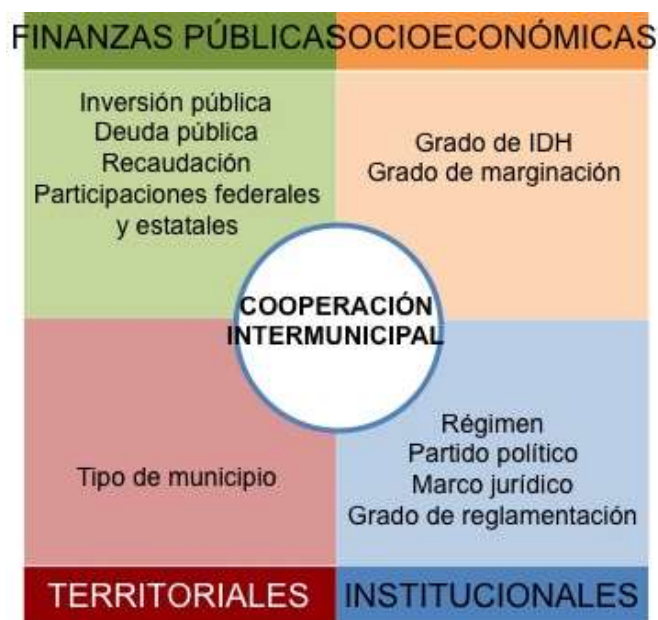 FINANZAS PÚBLICAS
SOCIOECONÓMICAS
Inversión pública
Deuda pública
Recaudación
Participaciones federales
y estatales
Grado de IDH
Grado de marginación
COOPERACIÓN
INTERMUNICIPAL
Tipo de municipio
Régimen
Partido político
Marco jurídico
Grado de reglamentación
TERRITORIALES
INSTITUCIONALES